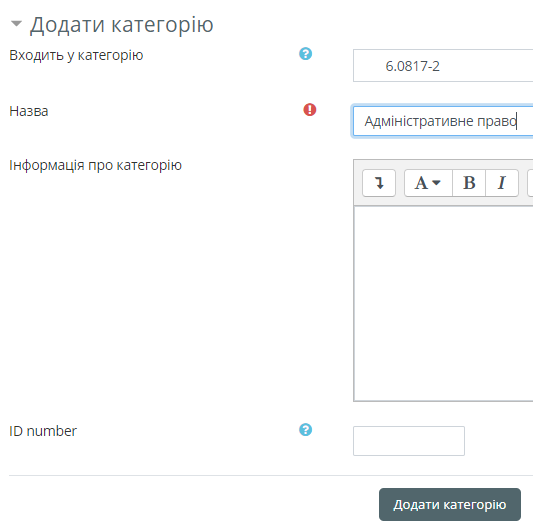 Додати категорію
Входить у категорію
6.0817-2
Назва
Адміністративне право
Інформація про категорію
A B I
ID number
Додати категорію